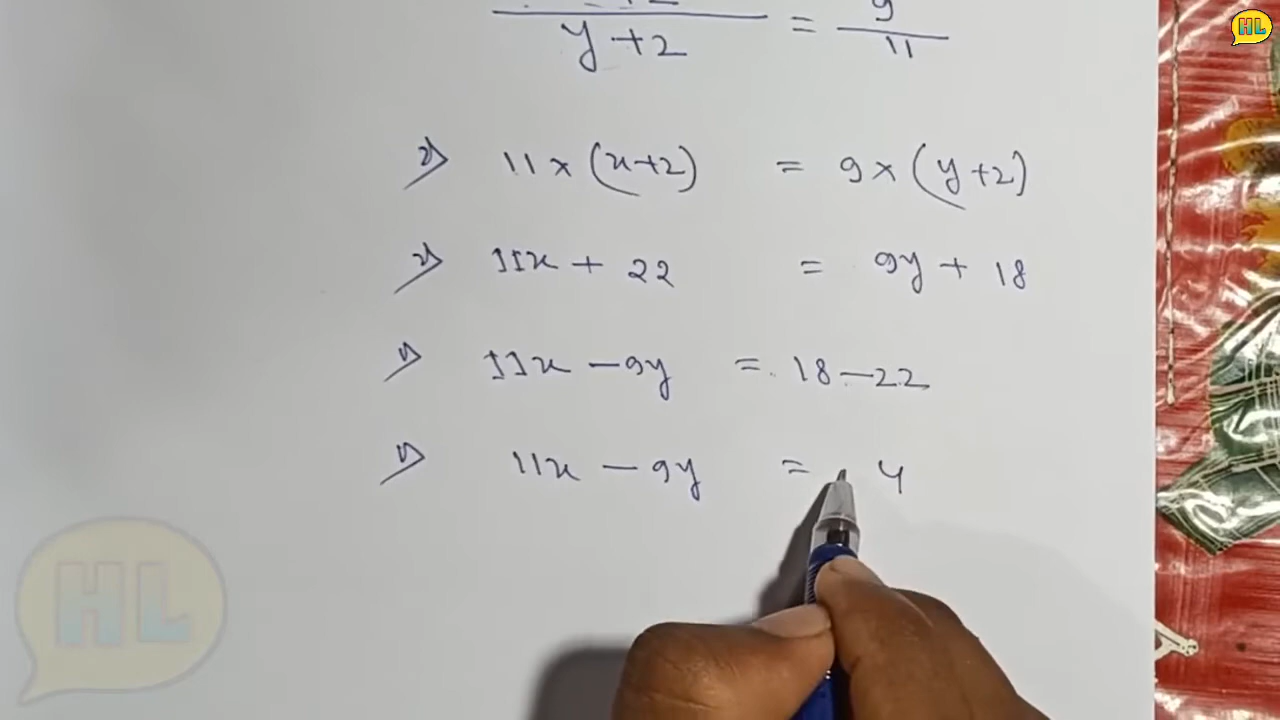 HL
y+2 = 9/11
⇒ 11×(x+2) = 9×(y+2)
⇒ 11x + 22 = 9y + 18
⇒ 11x – 9y = 18–22
⇒ 11x – 9y = 4
HL